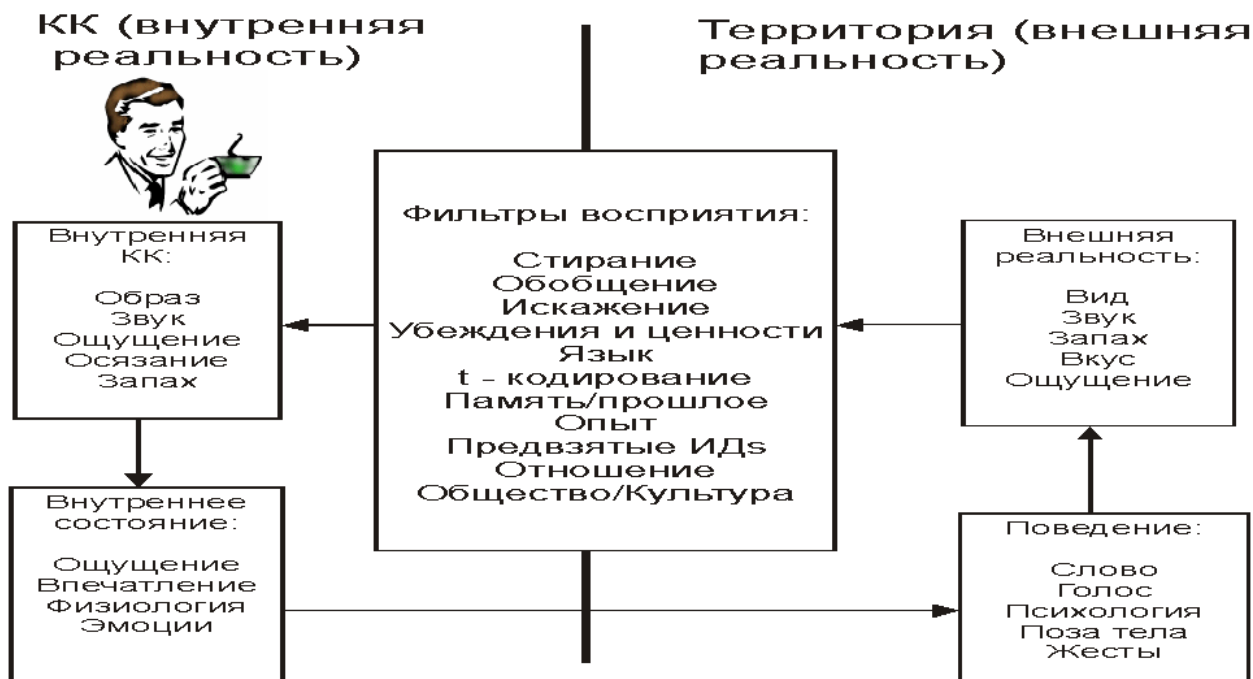 КК (внутренняя
реальность)
Территория (внешняя
реальность)
Внутренняя
КК:
Образ
Звук
Ощущение
Осязание
Запах
Внутреннее
состояние:
Ощущение
Впечатление
Физиология
Эмоции
Фильтры восприятия:
Стирание
Обобщение
Искажение
Убеждения и ценности
Язык
t - кодирование
Память/прошлое
Опыт
Предвзятые ИДs
Отношение
Общество/Культура
Внешняя
реальность:
Вид
Звук
Запах
Вкус
Ощущение
Поведение:
Слово
Голос
Психология
Поза тела
Жесты